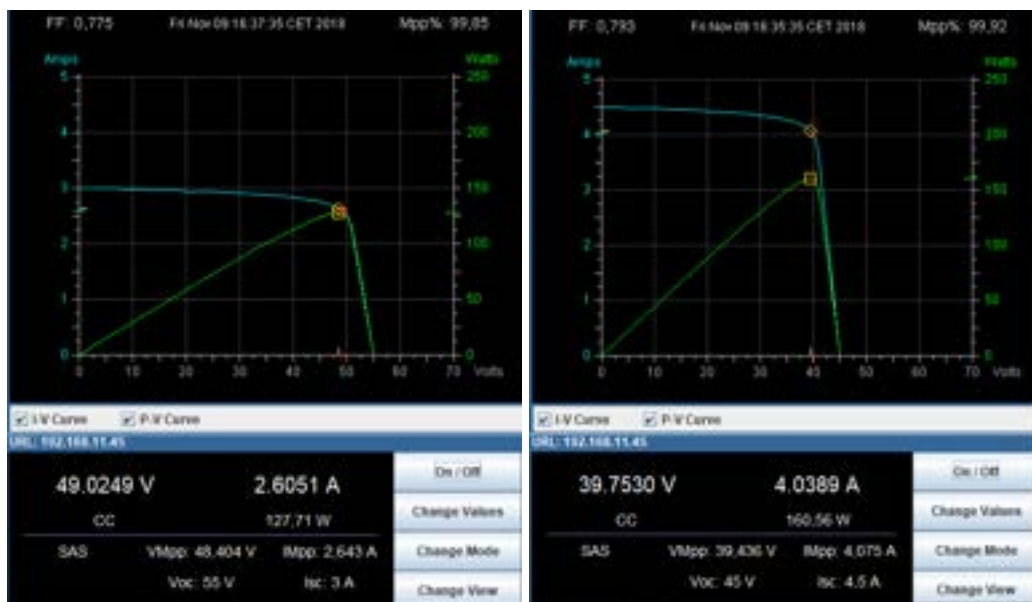 FF: 0,775 Fri Nov 09 16:37:35 CET 2018 Mpp%: 99,85
Amps Watts
5 250
4 200
3 150
2 100
1 50
0 0
0 10 20 30 40 50 60 70 Volts
I-V Curve P-V Curve
URL: 192.168.11.45
49.0249 V 2.6051 A
On / Off
CC 127,71 W
Change Values
SAS VMpp: 48,404 V IMpp: 2,643 A
Change Mode
Voc: 55 V Isc: 3 A
Change View
FF: 0,793 Fri Nov 09 16:35:35 CET 2018 Mpp%: 99,92
Amps Watts
5 250
4 200
3 150
2 100
1 50
0 0
0 10 20 30 40 50 60 70 Volts
I-V Curve P-V Curve
URL: 192.168.11.45
39.7530 V 4.0389 A
On / Off
CC 160,56 W
Change Values
SAS VMpp: 39,436 V IMpp: 4,075 A
Change Mode
Voc: 45 V Isc: 4.5 A
Change View